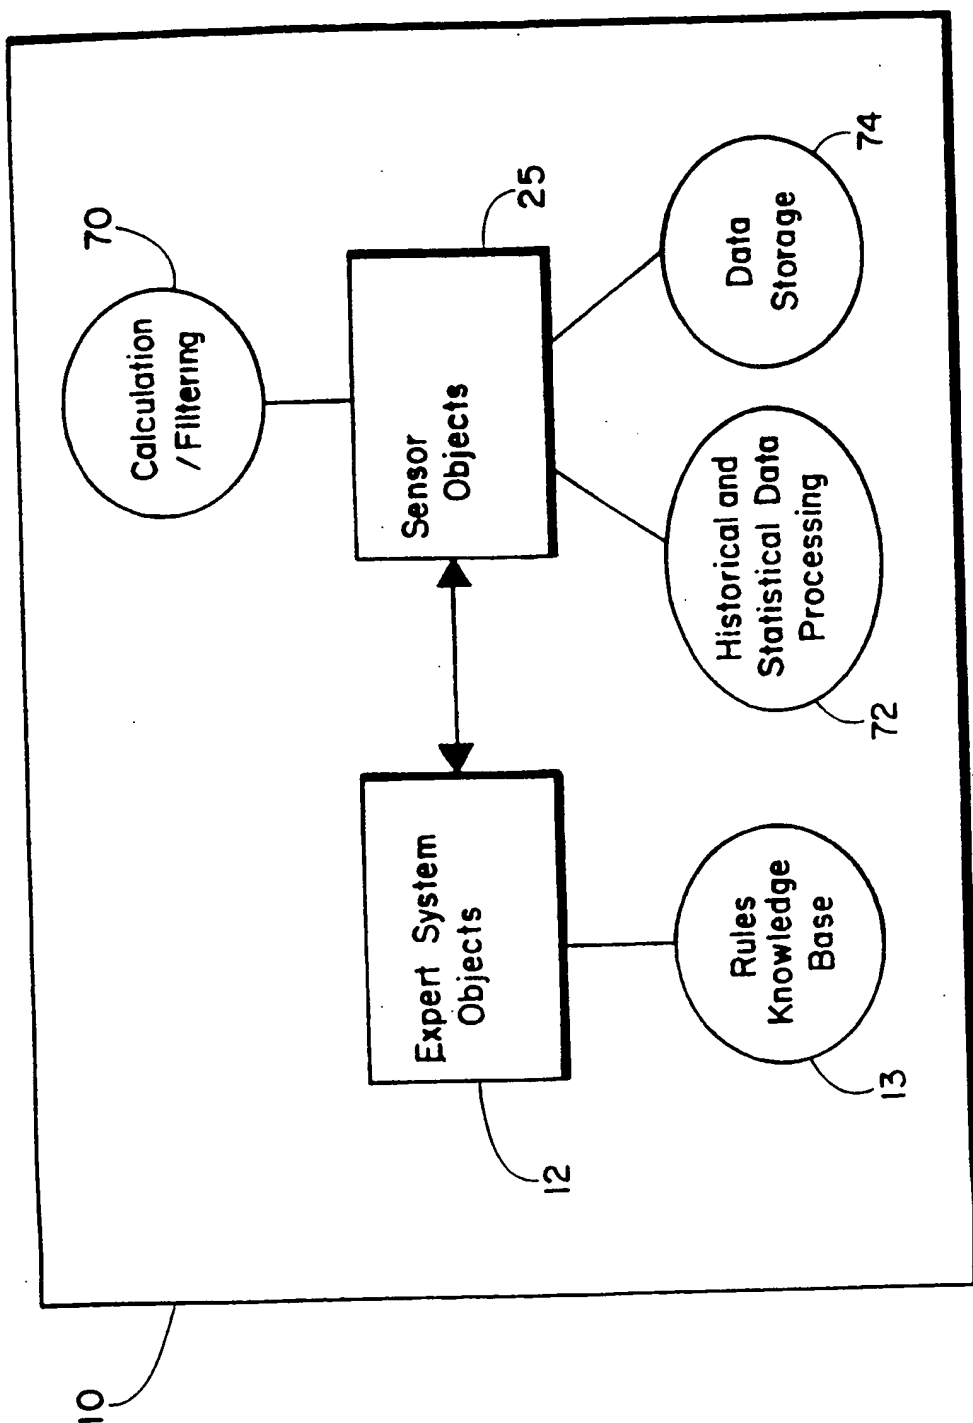 10
12
Expert System
Objects
13
Rules
Knowledge
Base
70
Calculation
/Filtering
25
Sensor
Objects
72
Historical and
Statistical Data
Processing
74
Data
Storage